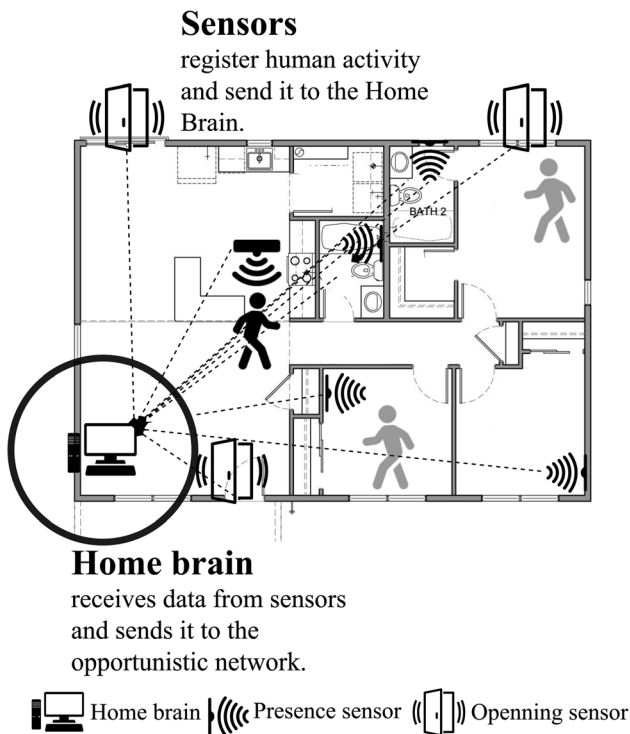 Sensors
register human activity
and send it to the Home
Brain.
BATH 2
Home brain
receives data from sensors
and sends it to the
opportunistic network.
Home brain
Presence sensor
Openning sensor